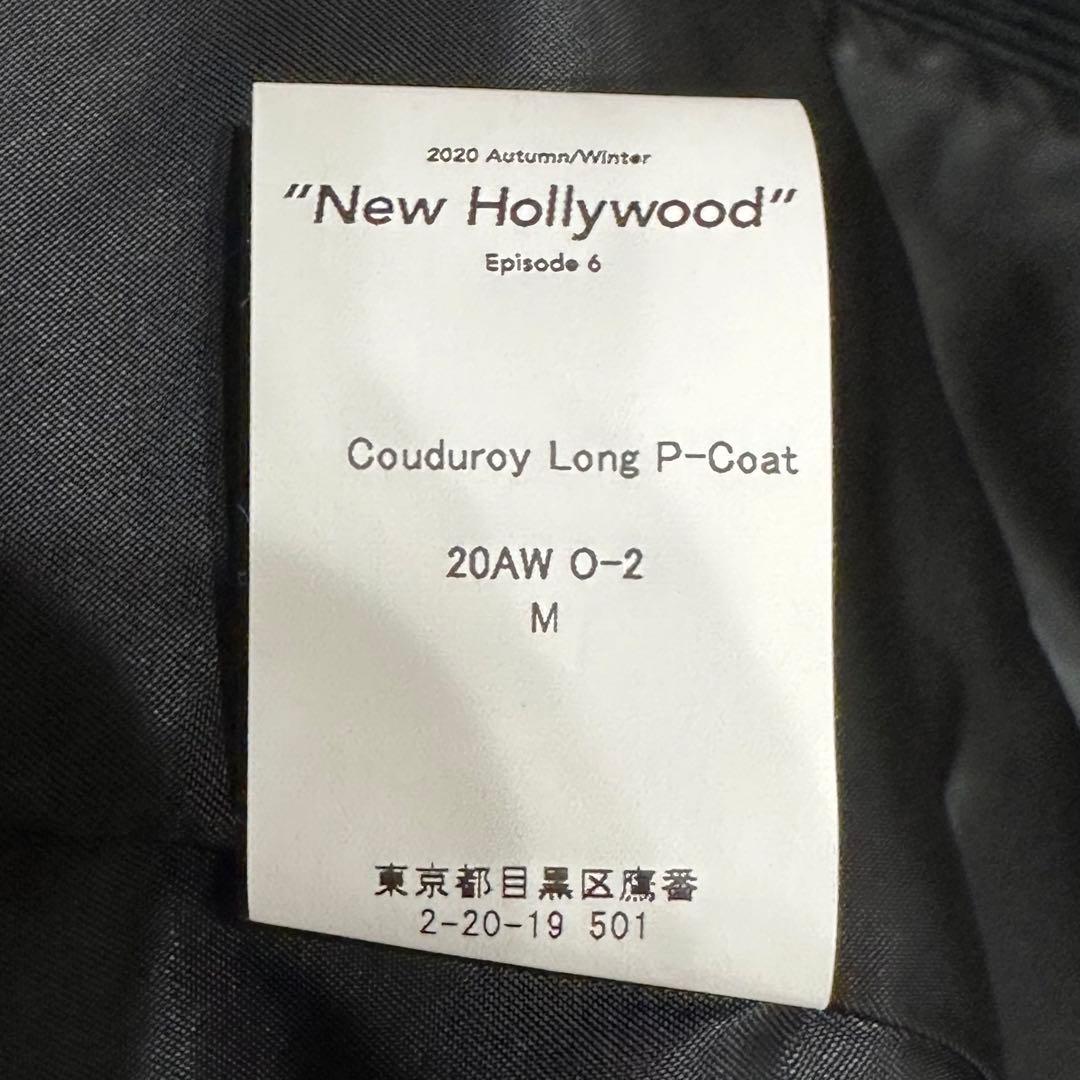 2020 Autumn/Winter
"New Hollywood"
Episode 6
Couduroy Long P-Coat
20AW O-2
M
東京都目黒区鷹番
2-20-19 501